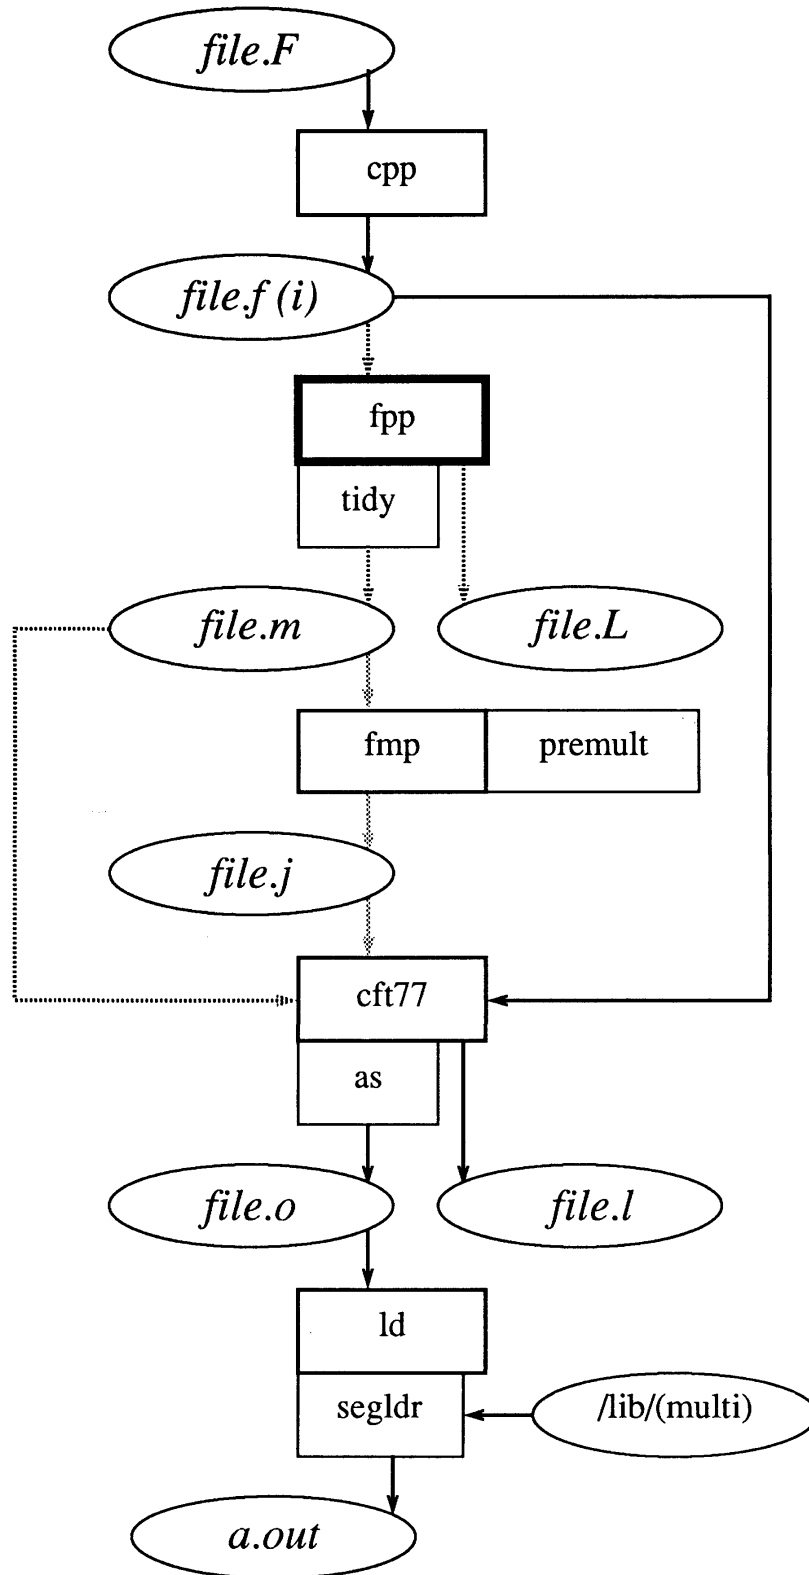 file.F
cpp
file.f (i)
fpp
tidy
file.m
file.L
fmp
premult
file.j
cft77
as
file.o
file.l
ld
segldr
/lib/(multi)
a.out